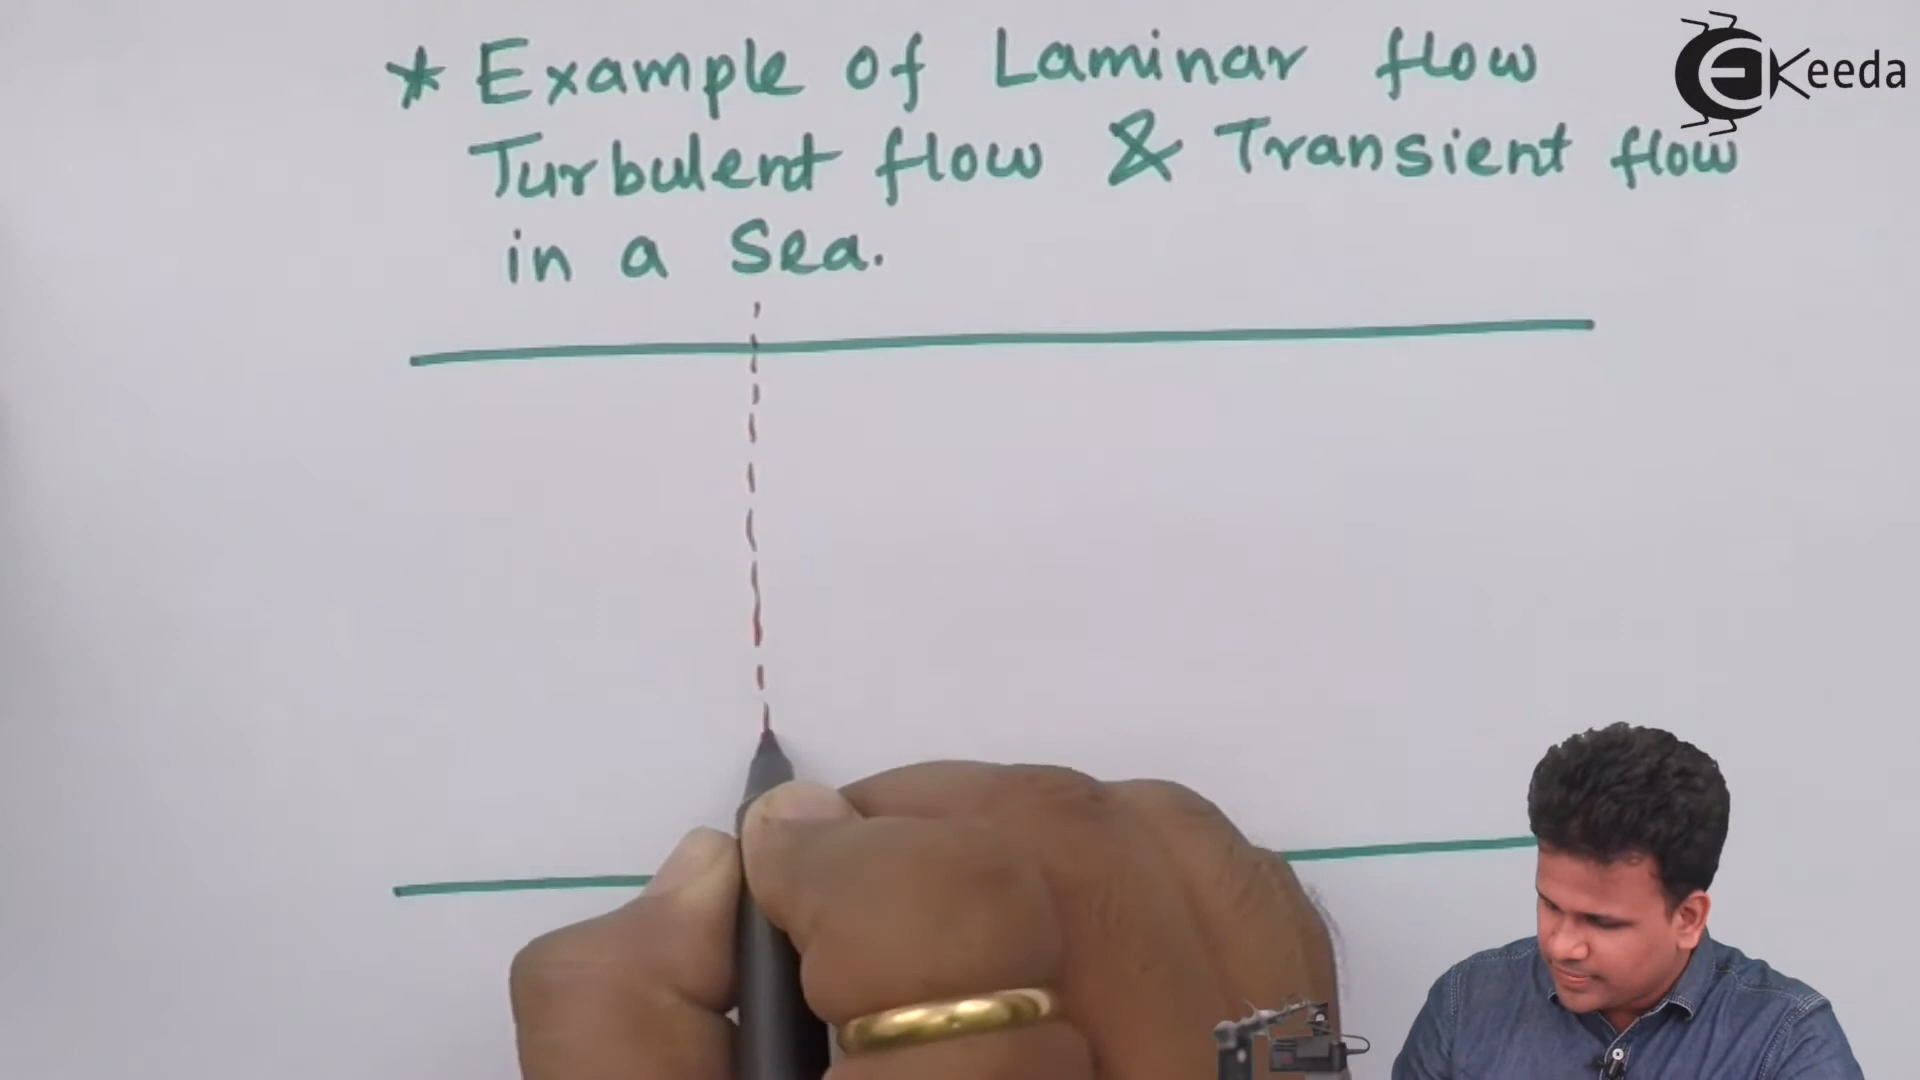 * Example of Laminar flow
Turbulent flow & Transient flow
in a Sea.
EKeeda